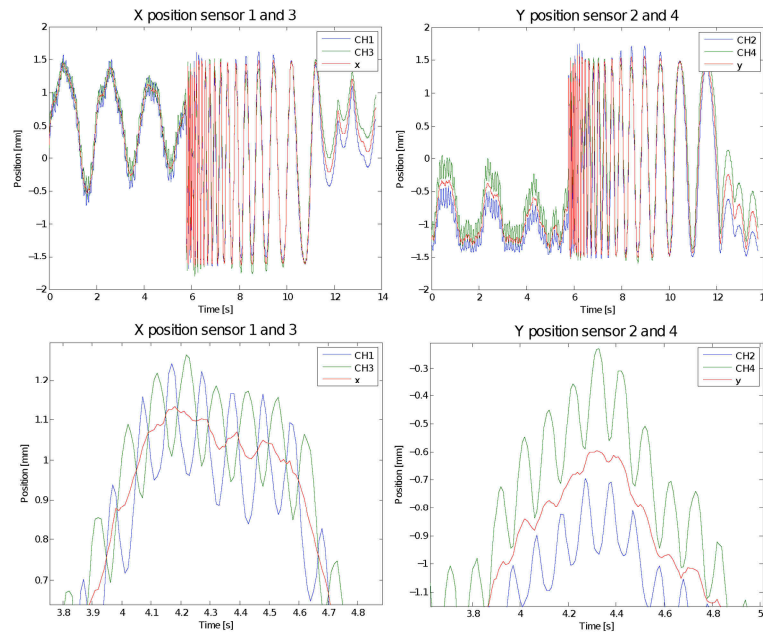 X position sensor 1 and 3
Position [mm]
2
1.5
1
0.5
0
−0.5
−1
−1.5
−2
0 2 4 6 8 10 12 14
Time [s]
CH1
CH3
x
Y position sensor 2 and 4
Position [mm]
2
1.5
1
0.5
0
−0.5
−1
−1.5
−2
0 2 4 6 8 10 12 1
Time [s]
CH2
CH4
y
X position sensor 1 and 3
Position [mm]
1.2
1.1
1
0.9
0.8
0.7
3.8 4 4.1 4.2 4.3 4.4 4.5 4.6 4.7 4.8
Time [s]
CH1
CH3
x
Y position sensor 2 and 4
Position [mm]
−0.3
−0.4
−0.5
−0.6
−0.7
−0.8
−0.9
−1
−1.1
3.8 4 4.2 4.4 4.6 4.8 5
Time [s]
CH2
CH4
y